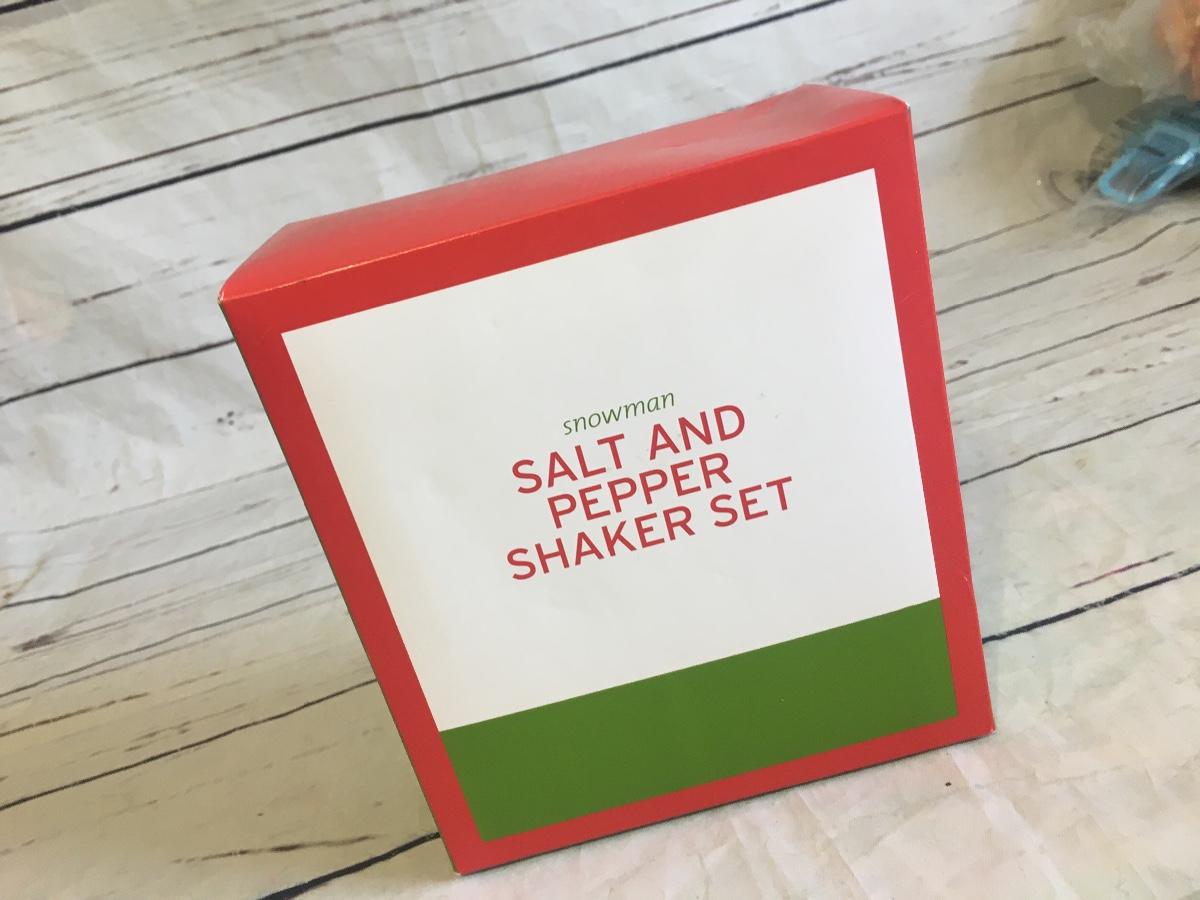 snowman
SALT AND
PEPPER
SHAKER SET